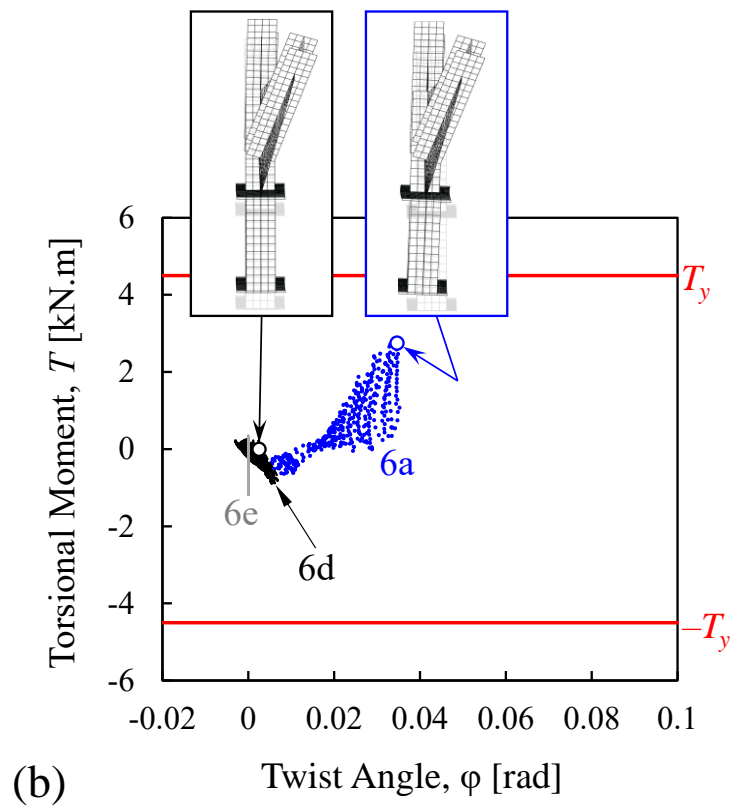 6
T_y
4
2
0
-2
-4
-6
Torsional Moment, T [kN.m]
6a
6e
6d
–T_y
-0.02 0 0.02 0.04 0.06 0.08 0.1
(b) Twist Angle, φ [rad]